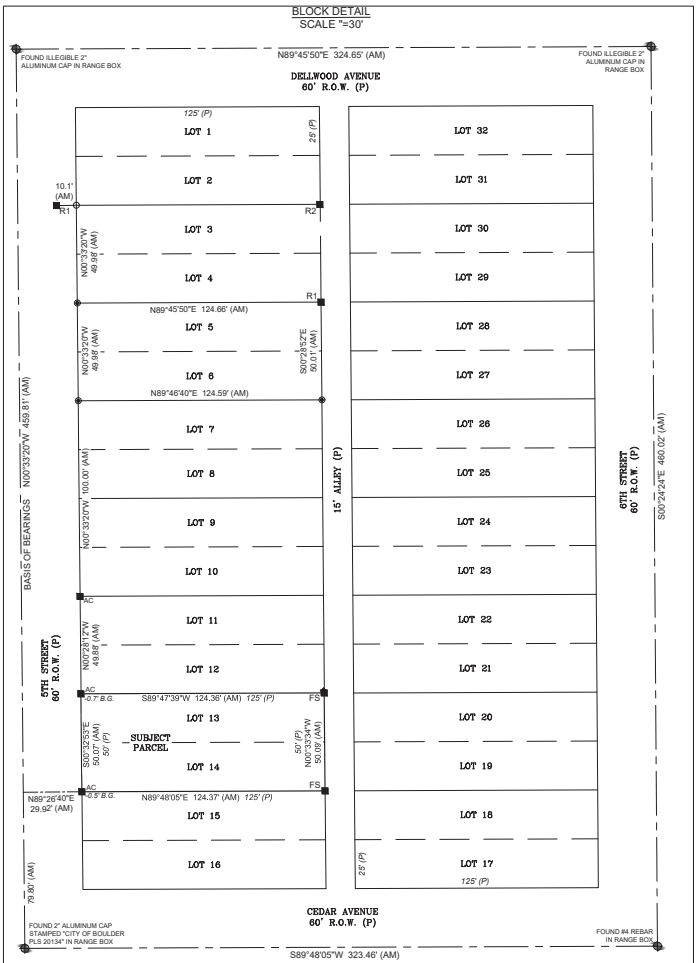 BLOCK DETAIL
SCALE "=30'
FOUND ILLEGIBLE 2"
ALUMINUM CAP IN RANGE BOX
N89°45'50"E 324.65' (AM)
FOUND ILLEGIBLE 2"
ALUMINUM CAP IN
RANGE BOX
DELLWOOD AVENUE
60' R.O.W. (P)
125' (P)
25' (P)
LOT 1
LOT 32
LOT 2
LOT 31
10.1'
(AM)
R1
R2
LOT 3
LOT 30
N00°33'20"W
49.98' (AM)
LOT 4
LOT 29
R1
N89°45'50"E 124.66' (AM)
LOT 5
LOT 28
N00°33'20"W
49.98' (AM)
S00°28'52"E
50.01' (AM)
LOT 6
LOT 27
N89°46'40"E 124.59' (AM)
LOT 7
LOT 26
BASIS OF BEARINGS N00°33'20"W 459.81' (AM)
N00°33'20"W 100.00' (AM)
15' ALLEY (P)
6TH STREET
60' R.O.W. (P)
S00°24'24"E 460.02' (AM)
LOT 8
LOT 25
LOT 9
LOT 24
LOT 10
LOT 23
AC
LOT 11
LOT 22
5TH STREET
60' R.O.W. (P)
N00°28'12"W
49.88' (AM)
LOT 12
LOT 21
AC
-0.7' B.G.
S89°47'39"W 124.36' (AM) 125' (P)
FS
LOT 13
LOT 20
S00°32'53"E
50.07' (AM)
50' (P)
SUBJECT
PARCEL
50' (P)
N00°33'34"W
50.09' (AM)
LOT 14
LOT 19
AC
-0.5' B.G.
N89°48'05"E 124.37' (AM) 125' (P)
FS
N89°26'40"E
29.92' (AM)
LOT 15
LOT 18
LOT 16
LOT 17
25' (P)
125' (P)
79.80' (AM)
CEDAR AVENUE
60' R.O.W. (P)
FOUND 2" ALUMINUM CAP
STAMPED "CITY OF BOULDER
PLS 20134" IN RANGE BOX
FOUND #4 REBAR
IN RANGE BOX
S89°48'05"W 323.46' (AM)